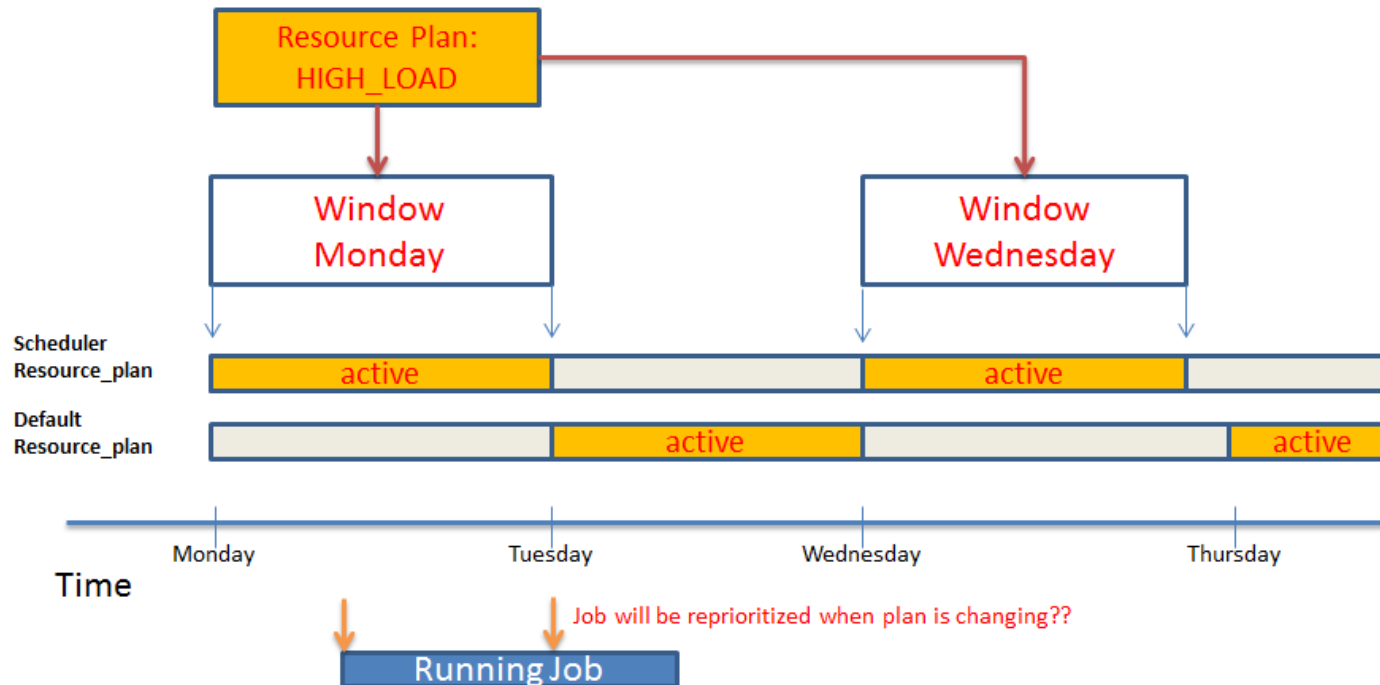 Resource Plan:
HIGH_LOAD
Window
Monday
Window
Wednesday
Scheduler
Resource_plan
active
active
Default
Resource_plan
active
active
Monday
Tuesday
Wednesday
Thursday
Time
Job will be reprioritized when plan is changing??
Running Job